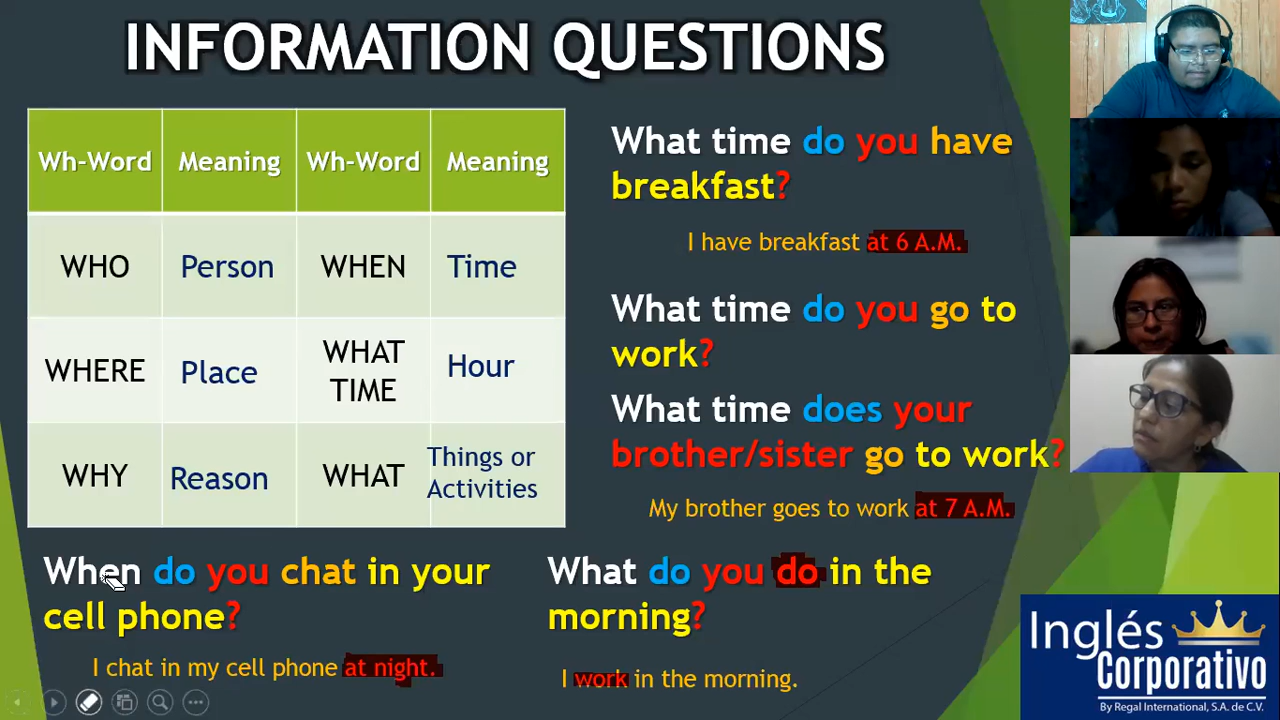 INFORMATION QUESTIONS
Wh-Word Meaning Wh-Word Meaning
WHO Person WHEN Time
WHERE Place WHAT TIME Hour
WHY Reason WHAT Things or Activities
What time do you have
breakfast?
I have breakfast at 6 A.M.
What time do you go to
work?
What time does your
brother/sister go to work?
My brother goes to work at 7 A.M.
When do you chat in your
cell phone?
I chat in my cell phone at night.
What do you do in the
morning?
I work in the morning.
Inglés
Corporativo
By Regal International, S.A. de C.V.